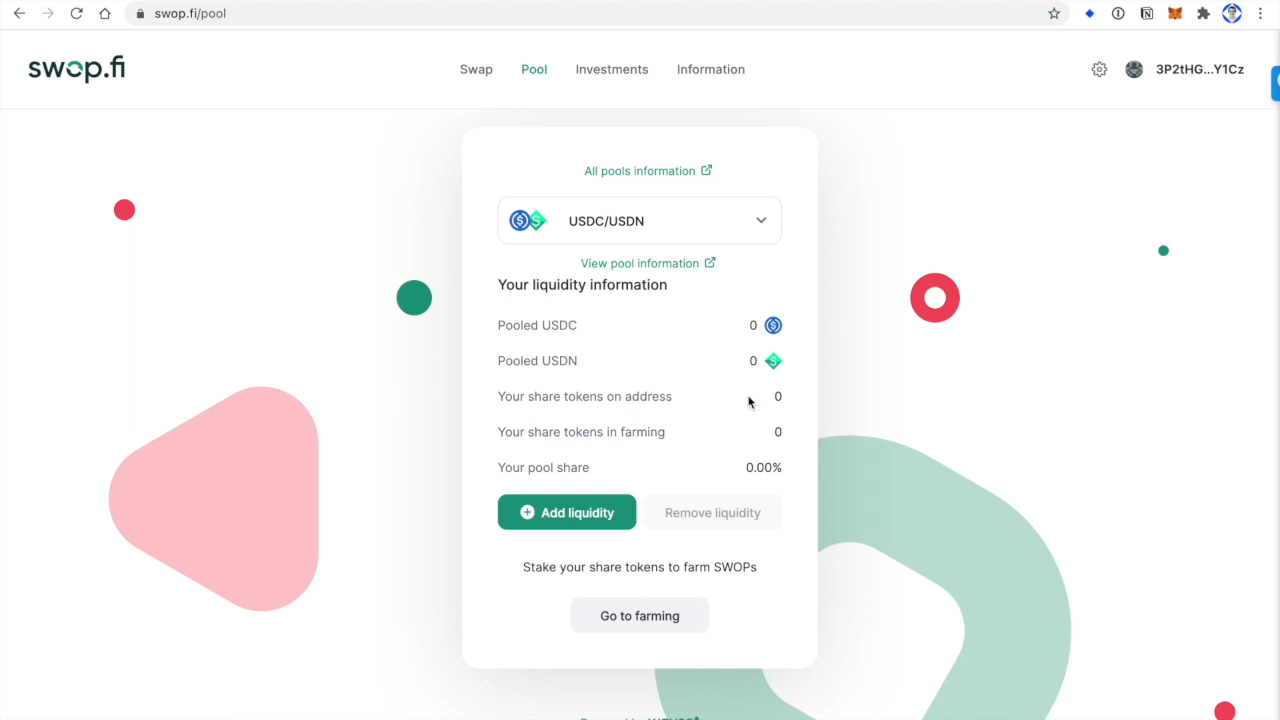 swop.fi/pool
swop.fi
Swap Pool Investments Information
3P2tHG...Y1Cz
All pools information
USDC/USDN
View pool information
Your liquidity information
Pooled USDC 0
Pooled USDN 0
Your share tokens on address 0
Your share tokens in farming 0
Your pool share 0.00%
Add liquidity Remove liquidity
Stake your share tokens to farm SWOPs
Go to farming